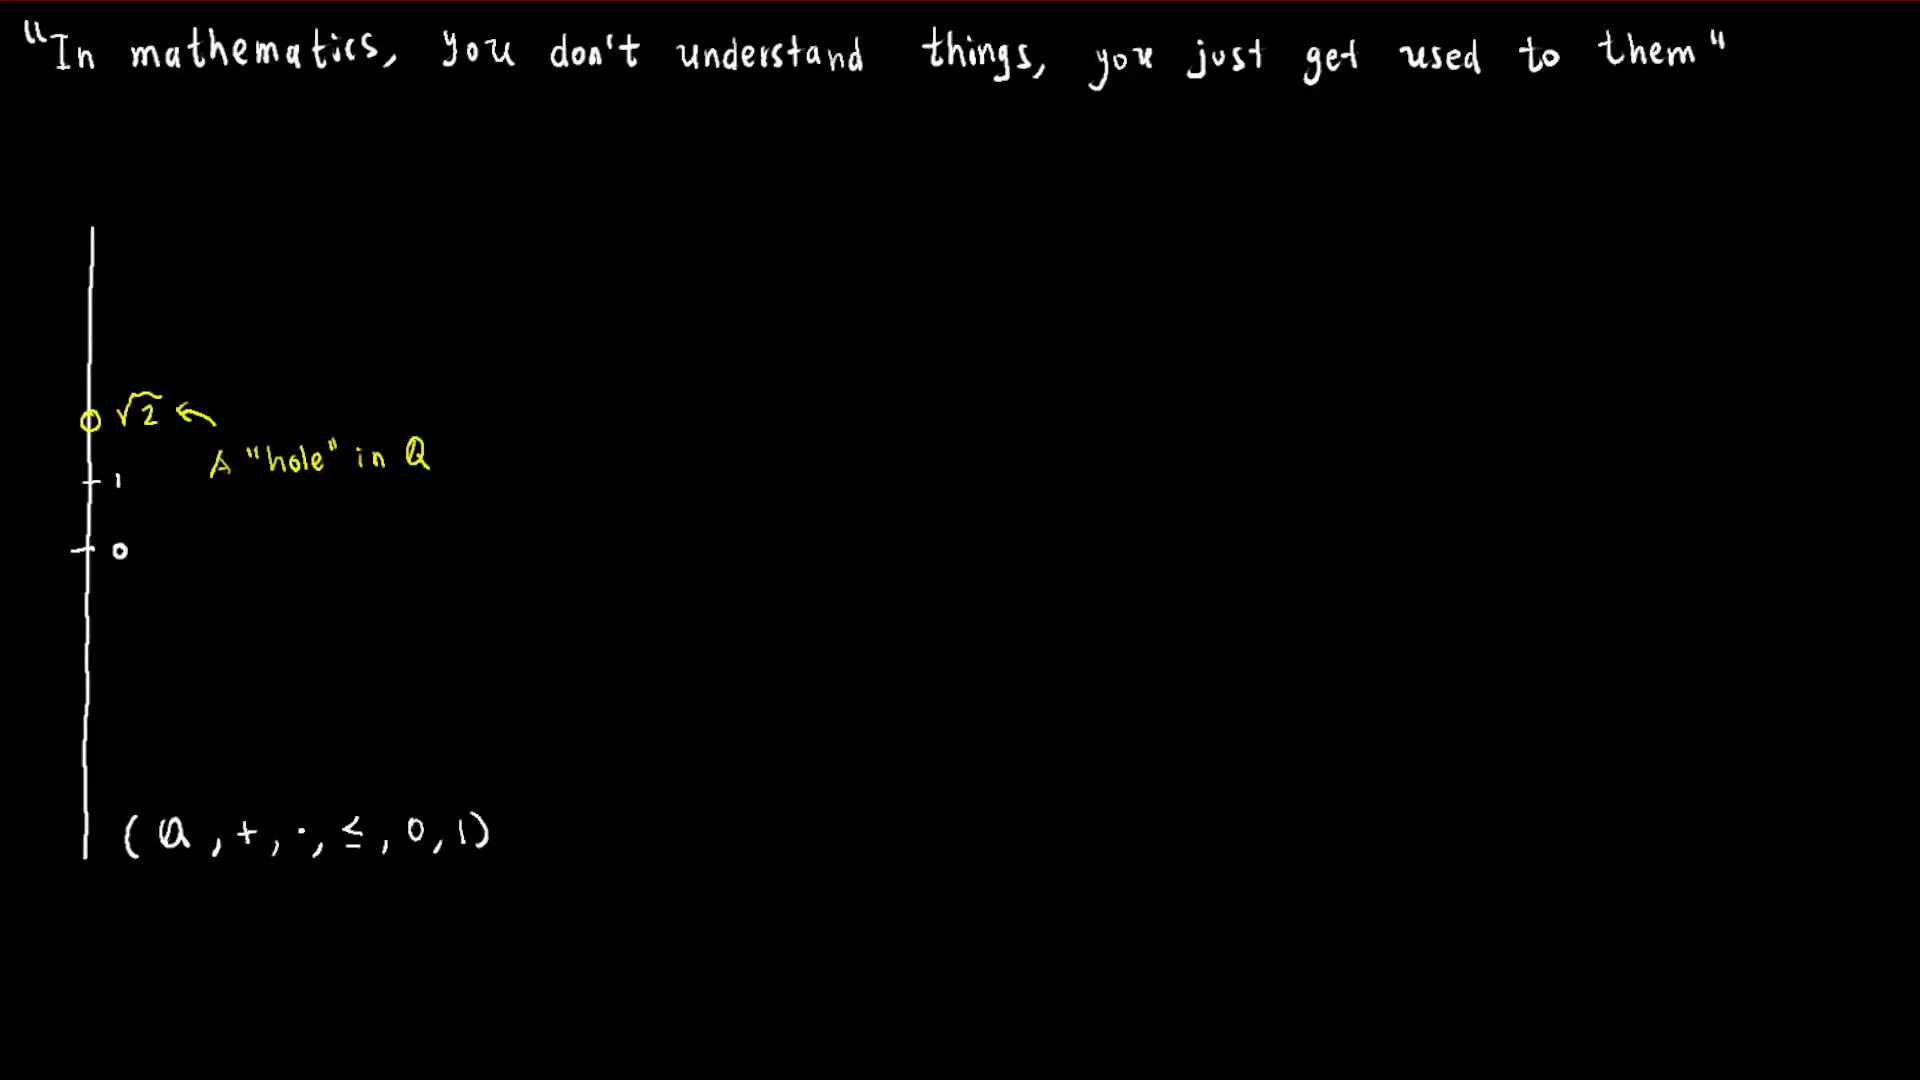 "In mathematics, you don't understand things, you just get used to them"
√2
A "hole" in Q
1
0
(Q, +, ·, ≤, 0, 1)